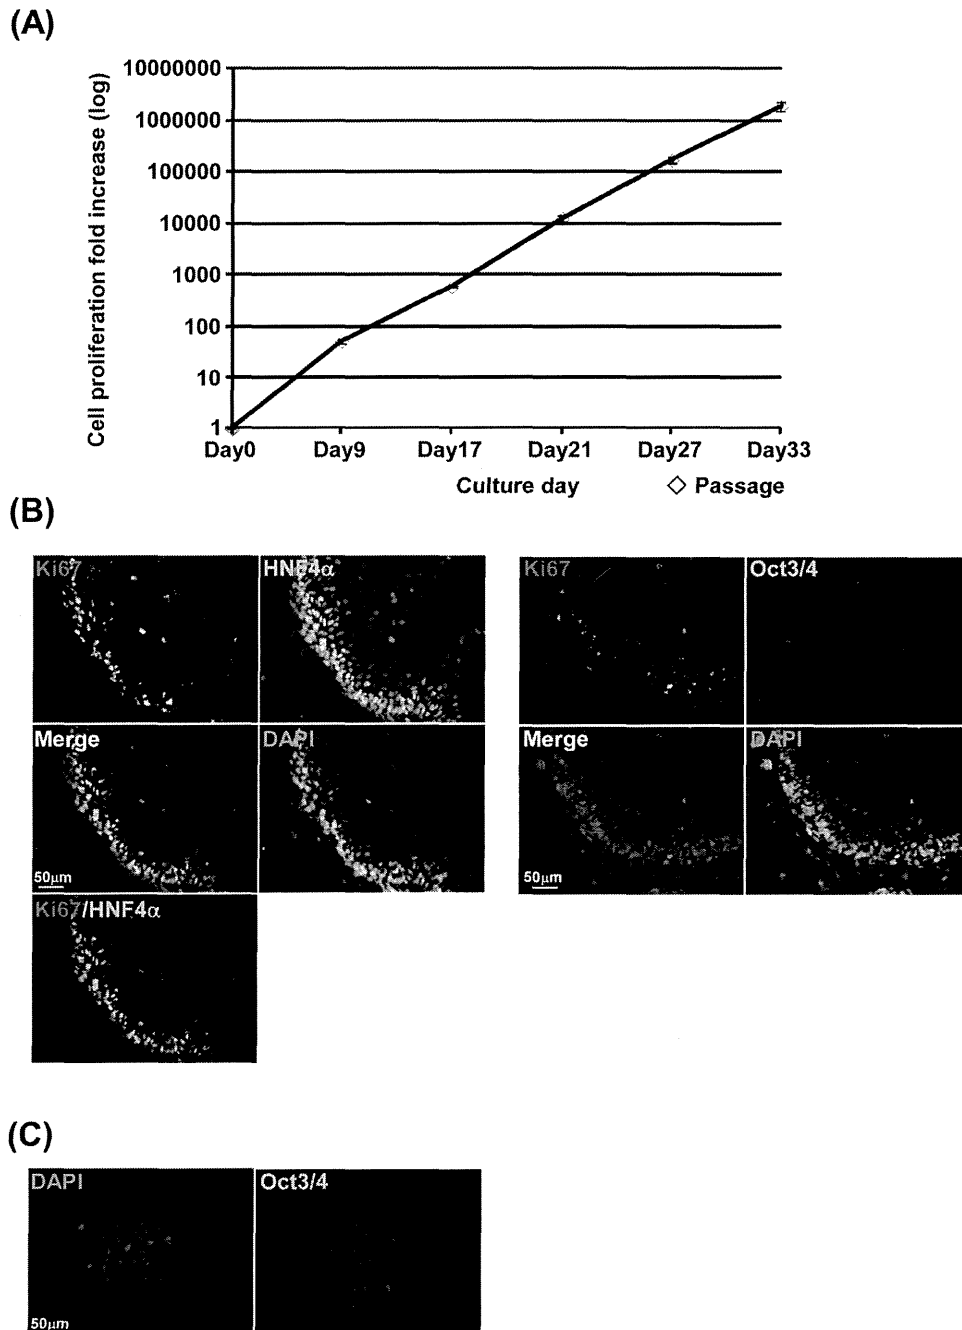 (A)
Cell proliferation fold increase (log)
10000000
1000000
100000
10000
1000
100
10
1
Day0 Day9 Day17 Day21 Day27 Day33
Culture day ◇ Passage
(B)
Ki67 HNF4α
Merge DAPI
50μm
Ki67/HNF4α
Ki67 Oct3/4
Merge DAPI
50μm
(C)
DAPI Oct3/4
50μm